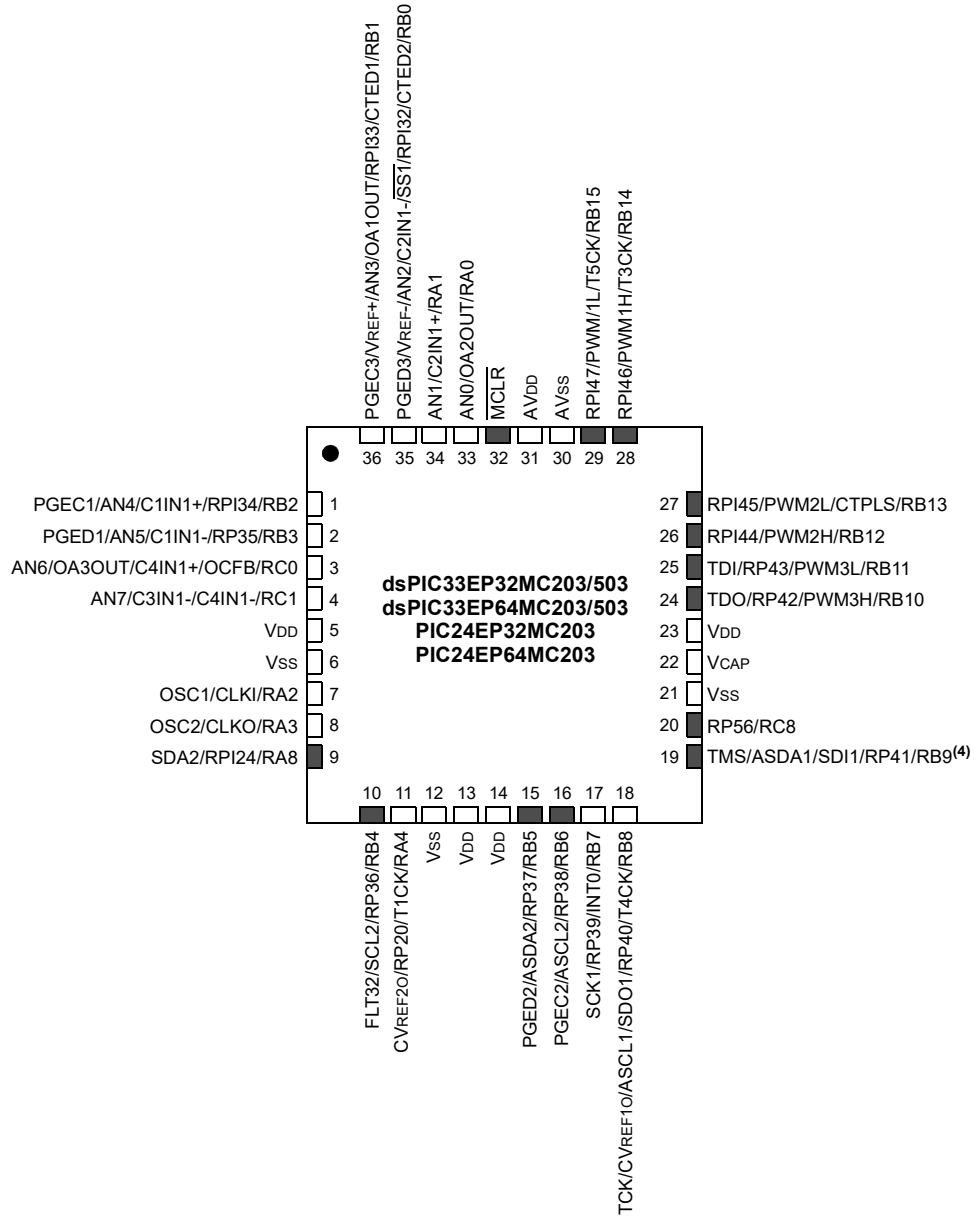 PGEC3/VREF+/AN3/OA1OUT/RPI33/CTED1/RB1
PGED3/VREF-/AN2/C2IN1-/SS1/RPI32/CTED2/RB0
AN1/C2IN1+/RA1
AN0/OA2OUT/RA0
MCLR
AVDD
AVSS
RPI47/PWM/1L/T5CK/RB15
RPI46/PWM1H/T3CK/RB14
36 35 34 33 32 31 30 29 28
PGEC1/AN4/C1IN1+/RPI34/RB2 1
PGED1/AN5/C1IN1-/RP35/RB3 2
AN6/OA3OUT/C4IN1+/OCFB/RC0 3
AN7/C3IN1-/C4IN1-/RC1 4
VDD 5
VSS 6
OSC1/CLKI/RA2 7
OSC2/CLKO/RA3 8
SDA2/RPI24/RA8 9
dsPIC33EP32MC203/503
dsPIC33EP64MC203/503
PIC24EP32MC203
PIC24EP64MC203
27 RPI45/PWM2L/CTPLS/RB13
26 RPI44/PWM2H/RB12
25 TDI/RP43/PWM3L/RB11
24 TDO/RP42/PWM3H/RB10
23 VDD
22 VCAP
21 VSS
20 RP56/RC8
19 TMS/ASDA1/SDI1/RP41/RB9(4)
10 11 12 13 14 15 16 17 18
FLT32/SCL2/RP36/RB4
CVREF2O/RP20/T1CK/RA4
VSS
VDD
VDD
PGED2/ASDA2/RP37/RB5
PGEC2/ASCL2/RP38/RB6
SCK1/RP39/INT0/RB7
TCK/CVREF1O/ASCL1/SDO1/RP40/T4CK/RB8